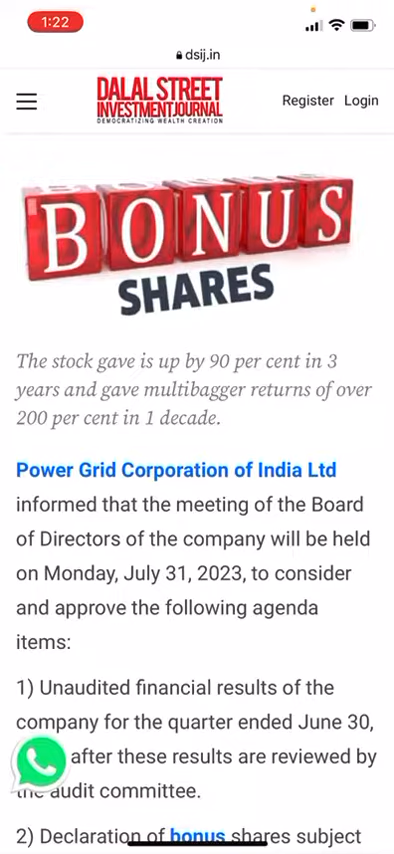 1:22
dsij.in
DALAL STREET
INVESTMENT JOURNAL
DEMOCRATIZING WEALTH CREATION
Register Login
BONUS
SHARES
The stock gave is up by 90 per cent in 3
years and gave multibagger returns of over
200 per cent in 1 decade.
Power Grid Corporation of India Ltd
informed that the meeting of the Board
of Directors of the company will be held
on Monday, July 31, 2023, to consider
and approve the following agenda
items:
1) Unaudited financial results of the
company for the quarter ended June 30,
after these results are reviewed by
the audit committee.
2) Declaration of bonus shares subject